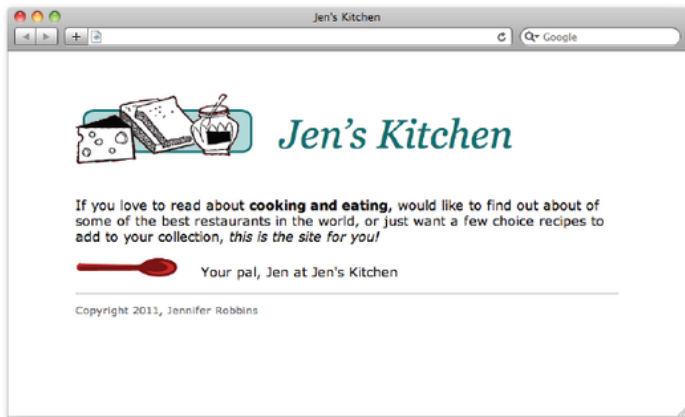 Jen's Kitchen
Google
Jen's Kitchen
If you love to read about cooking and eating, would like to find out about of
some of the best restaurants in the world, or just want a few choice recipes to
add to your collection, this is the site for you!
Your pal, Jen at Jen's Kitchen
Copyright 2011, Jennifer Robbins